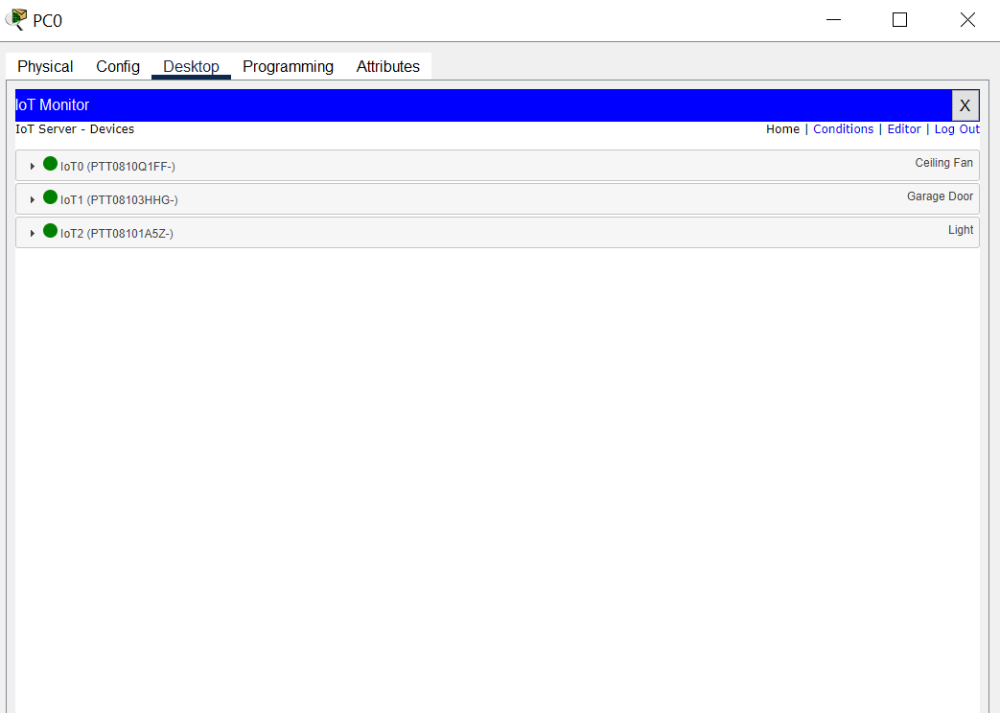 PC0
Physical Config Desktop Programming Attributes
IoT Monitor X
IoT Server - Devices Home | Conditions | Editor | Log Out
IoT0 (PTT0810Q1FF-) Ceiling Fan
IoT1 (PTT08103HHG-) Garage Door
IoT2 (PTT08101A5Z-) Light